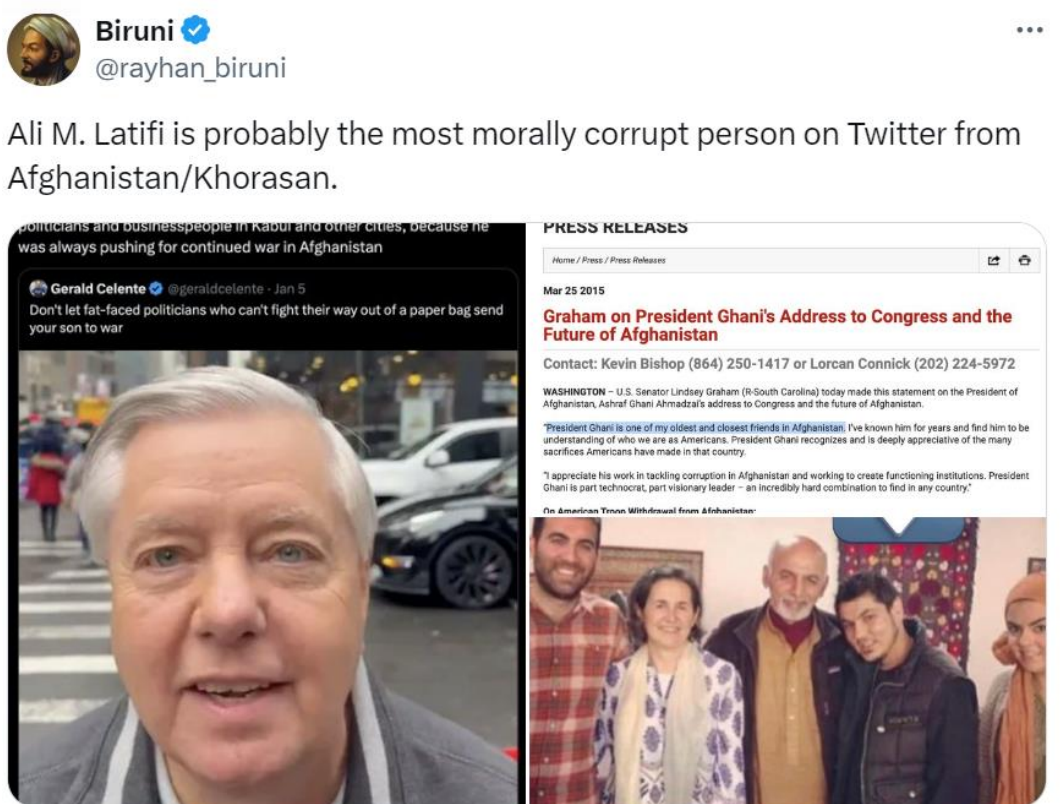 Biruni
@rayhan_biruni
Ali M. Latifi is probably the most morally corrupt person on Twitter from
Afghanistan/Khorasan.
politicians and businesspeople in Kabul and other cities, because he
was always pushing for continued war in Afghanistan
Gerald Celente @geraldcelente · Jan 5
Don't let fat-faced politicians who can't fight their way out of a paper bag send
your son to war
PRESS RELEASES
Home / Press / Press Releases
Mar 25 2015
Graham on President Ghani's Address to Congress and the
Future of Afghanistan
Contact: Kevin Bishop (864) 250-1417 or Lorcan Connick (202) 224-5972
WASHINGTON – U.S. Senator Lindsey Graham (R-South Carolina) today made this statement on the President of
Afghanistan, Ashraf Ghani Ahmadzai's address to Congress and the future of Afghanistan.
"President Ghani is one of my oldest and closest friends in Afghanistan. I've known him for years and find him to be
understanding of who we are as Americans. President Ghani recognizes and is deeply appreciative of the many
sacrifices Americans have made in that country.
"I appreciate his work in tackling corruption in Afghanistan and working to create functioning institutions. President
Ghani is part technocrat, part visionary leader – an incredibly hard combination to find in any country."
On American Troop Withdrawal from Afghanistan: